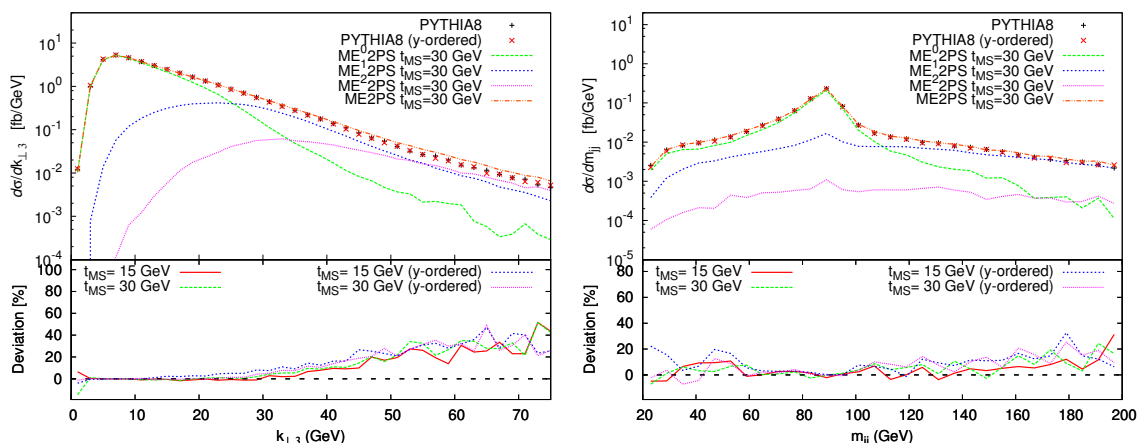 PYTHIA8
PYTHIA8 (y-ordered)
ME⁰2PS t_MS=30 GeV
ME¹2PS t_MS=30 GeV
ME²2PS t_MS=30 GeV
ME2PS t_MS=30 GeV
10¹
10⁰
10⁻¹
10⁻²
10⁻³
10⁻⁴
dσ/dk⊥3 [fb/GeV]
t_MS= 15 GeV
t_MS= 30 GeV
t_MS= 15 GeV (y-ordered)
t_MS= 30 GeV (y-ordered)
100
80
60
40
20
0
Deviation [%]
0 10 20 30 40 50 60 70
k⊥3 (GeV)
PYTHIA8
PYTHIA8 (y-ordered)
ME⁰2PS t_MS=30 GeV
ME¹2PS t_MS=30 GeV
ME²2PS t_MS=30 GeV
ME2PS t_MS=30 GeV
10¹
10⁰
10⁻¹
10⁻²
10⁻³
10⁻⁴
10⁻⁵
dσ/dm_jj [fb/GeV]
t_MS= 15 GeV
t_MS= 30 GeV
t_MS= 15 GeV (y-ordered)
t_MS= 30 GeV (y-ordered)
80
60
40
20
0
Deviation [%]
20 40 60 80 100 120 140 160 180 200
m_jj (GeV)